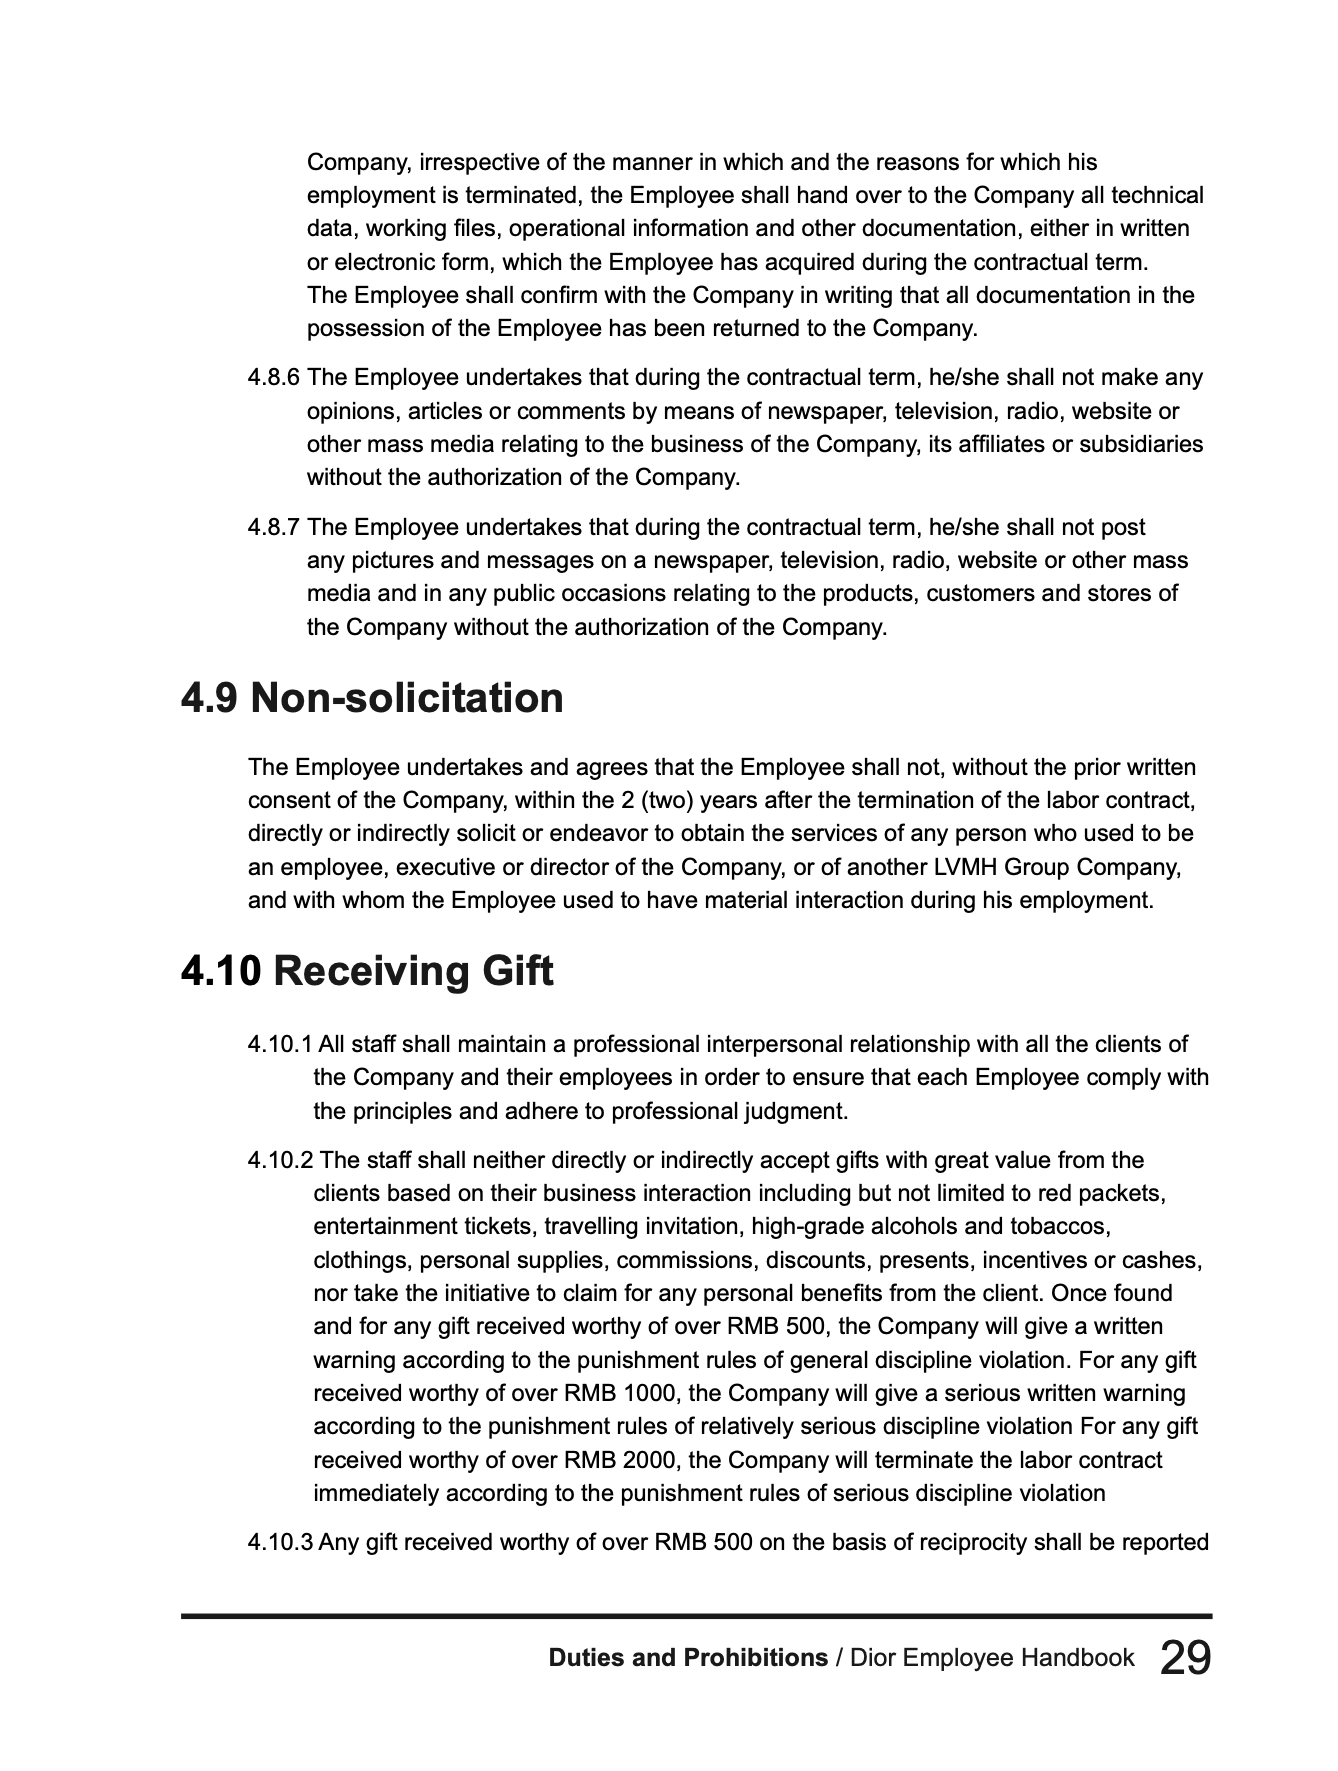 Company, irrespective of the manner in which and the reasons for which his
employment is terminated, the Employee shall hand over to the Company all technical
data, working files, operational information and other documentation, either in written
or electronic form, which the Employee has acquired during the contractual term.
The Employee shall confirm with the Company in writing that all documentation in the
possession of the Employee has been returned to the Company.
4.8.6 The Employee undertakes that during the contractual term, he/she shall not make any
opinions, articles or comments by means of newspaper, television, radio, website or
other mass media relating to the business of the Company, its affiliates or subsidiaries
without the authorization of the Company.
4.8.7 The Employee undertakes that during the contractual term, he/she shall not post
any pictures and messages on a newspaper, television, radio, website or other mass
media and in any public occasions relating to the products, customers and stores of
the Company without the authorization of the Company.
4.9 Non-solicitation
The Employee undertakes and agrees that the Employee shall not, without the prior written
consent of the Company, within the 2 (two) years after the termination of the labor contract,
directly or indirectly solicit or endeavor to obtain the services of any person who used to be
an employee, executive or director of the Company, or of another LVMH Group Company,
and with whom the Employee used to have material interaction during his employment.
4.10 Receiving Gift
4.10.1 All staff shall maintain a professional interpersonal relationship with all the clients of
the Company and their employees in order to ensure that each Employee comply with
the principles and adhere to professional judgment.
4.10.2 The staff shall neither directly or indirectly accept gifts with great value from the
clients based on their business interaction including but not limited to red packets,
entertainment tickets, travelling invitation, high-grade alcohols and tobaccos,
clothings, personal supplies, commissions, discounts, presents, incentives or cashes,
nor take the initiative to claim for any personal benefits from the client. Once found
and for any gift received worthy of over RMB 500, the Company will give a written
warning according to the punishment rules of general discipline violation. For any gift
received worthy of over RMB 1000, the Company will give a serious written warning
according to the punishment rules of relatively serious discipline violation For any gift
received worthy of over RMB 2000, the Company will terminate the labor contract
immediately according to the punishment rules of serious discipline violation
4.10.3 Any gift received worthy of over RMB 500 on the basis of reciprocity shall be reported
Duties and Prohibitions / Dior Employee Handbook 29